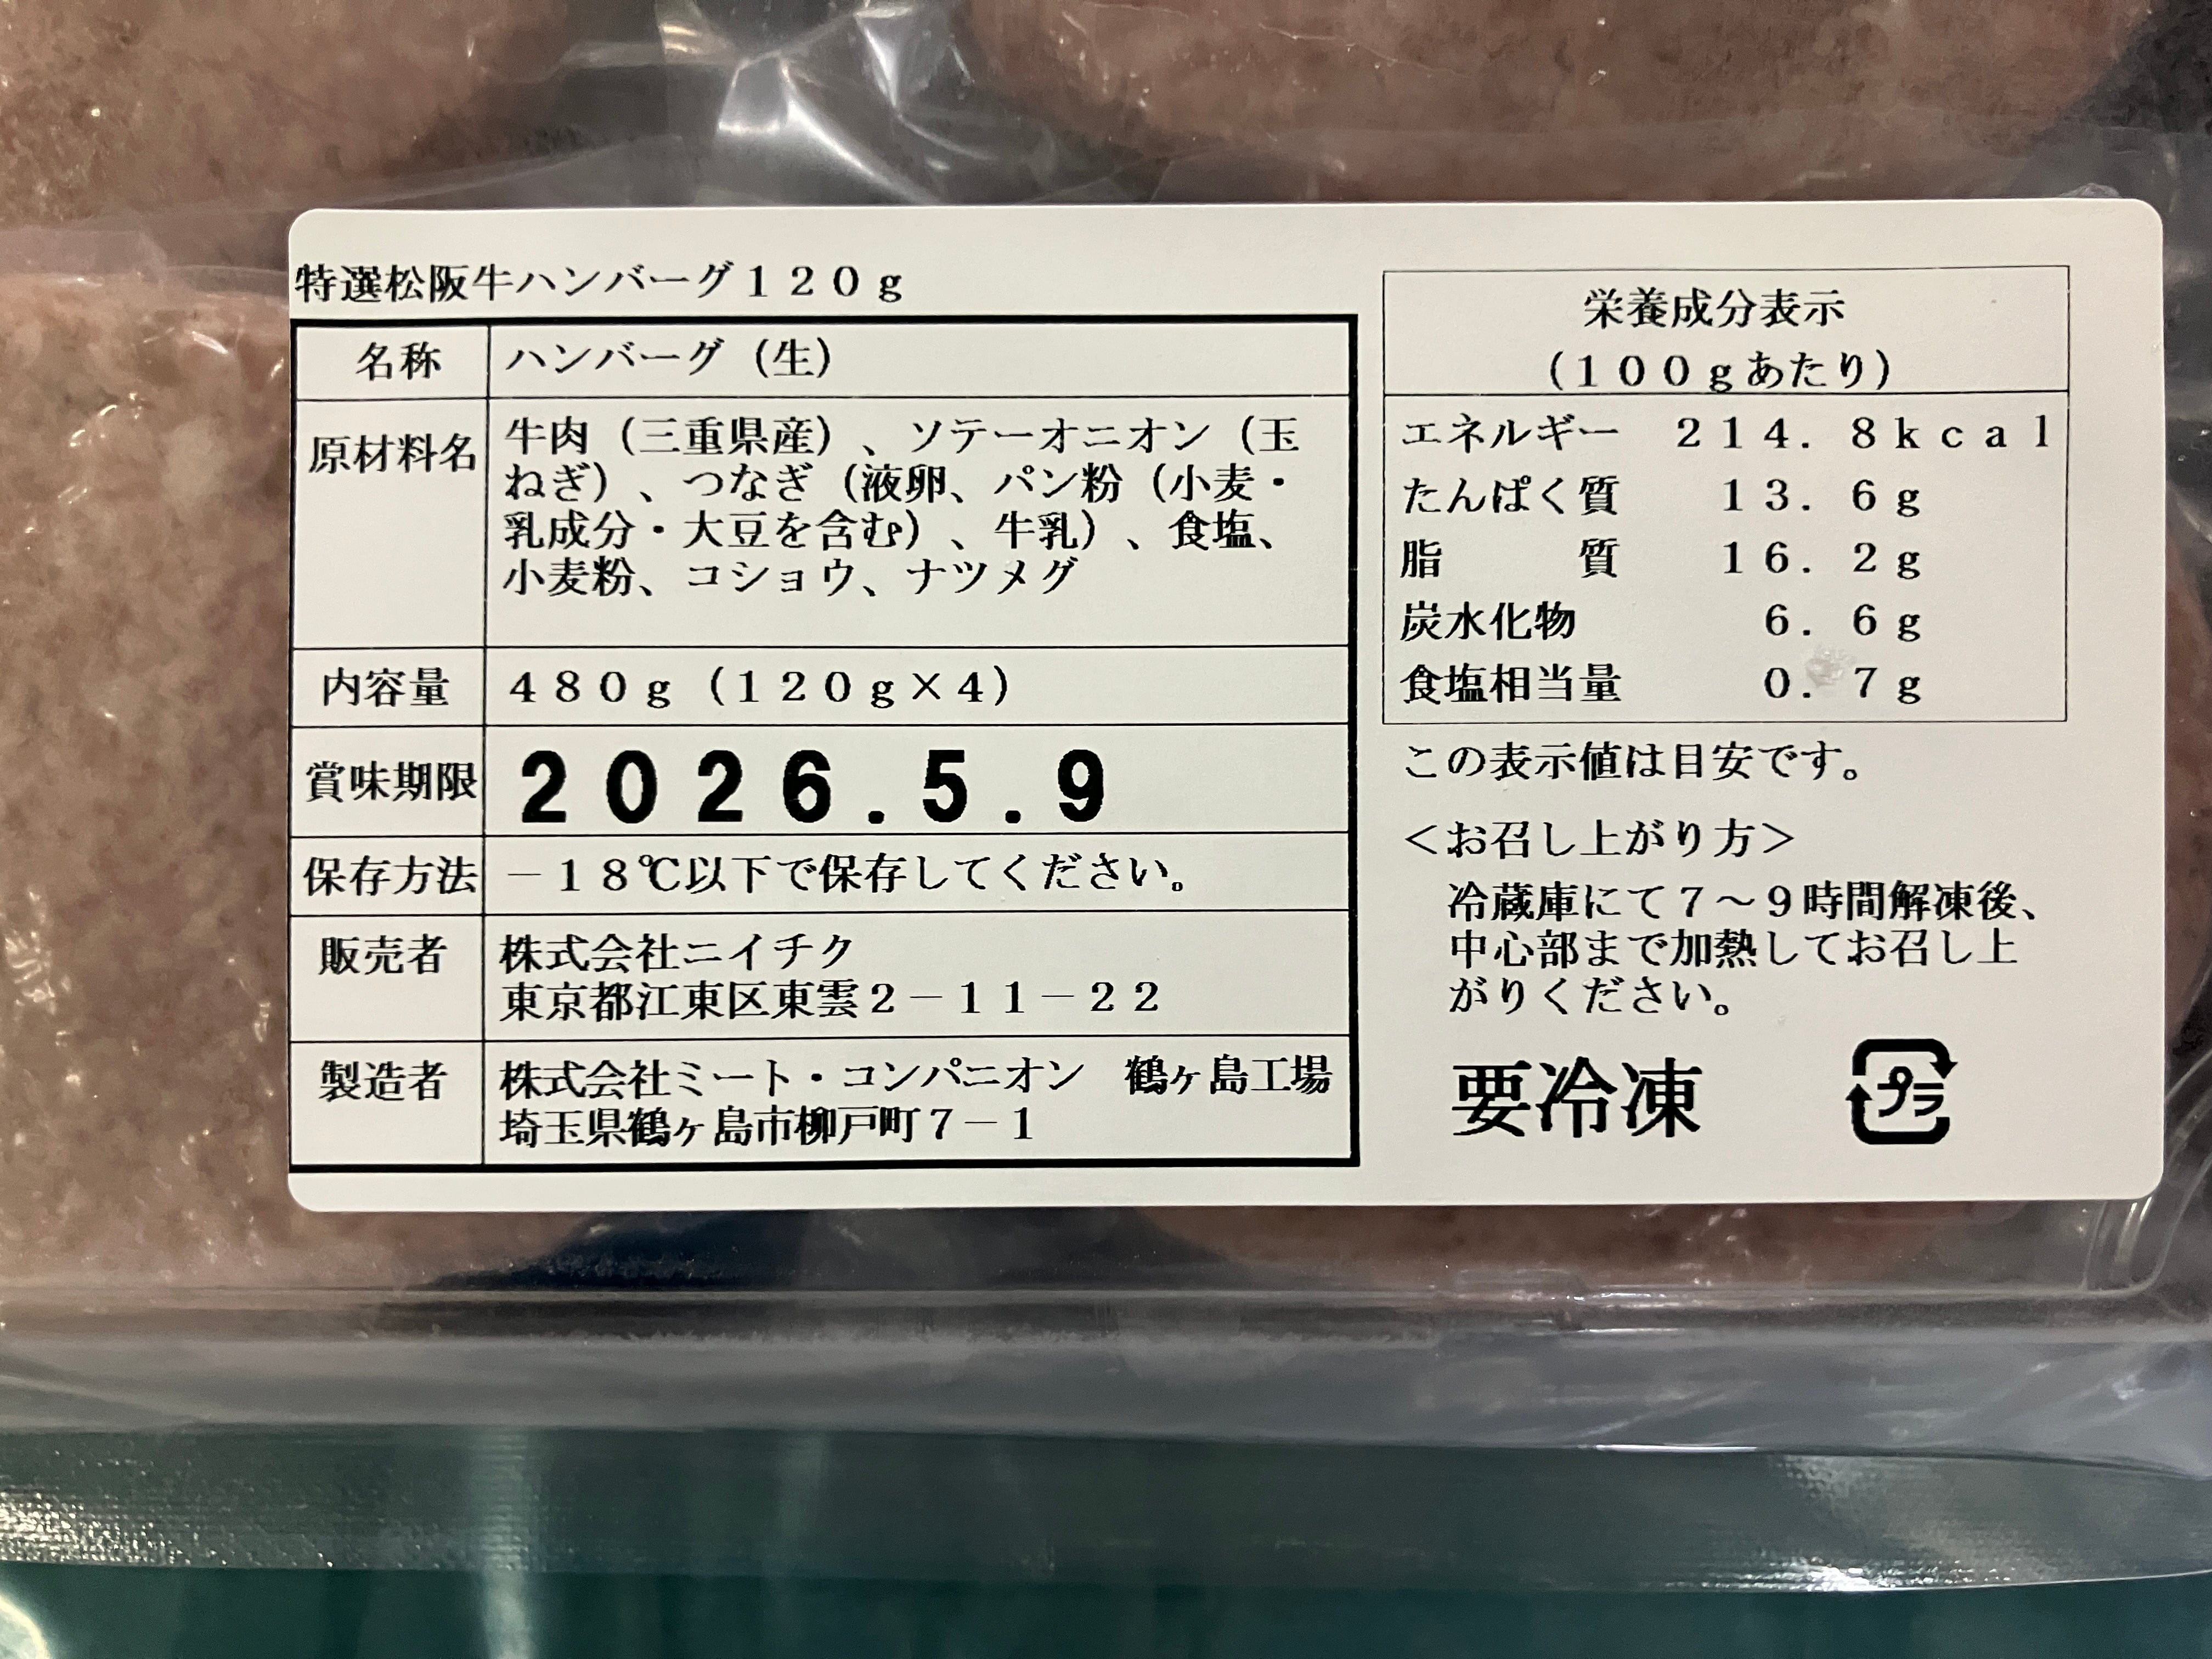 特選松阪牛ハンバーグ１２０ｇ
名称 ハンバーグ（生）
原材料名 牛肉（三重県産）、ソテーオニオン（玉
ねぎ）、つなぎ（液卵、パン粉（小麦・
乳成分・大豆を含む）、牛乳）、食塩、
小麦粉、コショウ、ナツメグ
内容量 ４８０ｇ（１２０ｇ×４）
賞味期限 2026.5.9
保存方法 －１８℃以下で保存してください。
販売者 株式会社ニイチク
東京都江東区東雲２－１１－２２
製造者 株式会社ミート・コンパニオン　鶴ヶ島工場
埼玉県鶴ヶ島市柳戸町７－１
栄養成分表示
（１００ｇあたり）
エネルギー ２１４．８ｋｃａｌ
たんぱく質 １３．６ｇ
脂　質 １６．２ｇ
炭水化物 ６．６ｇ
食塩相当量 ０．７ｇ
この表示値は目安です。
＜お召し上がり方＞
冷蔵庫にて７～９時間解凍後、
中心部まで加熱してお召し上
がりください。
要冷凍
プラ